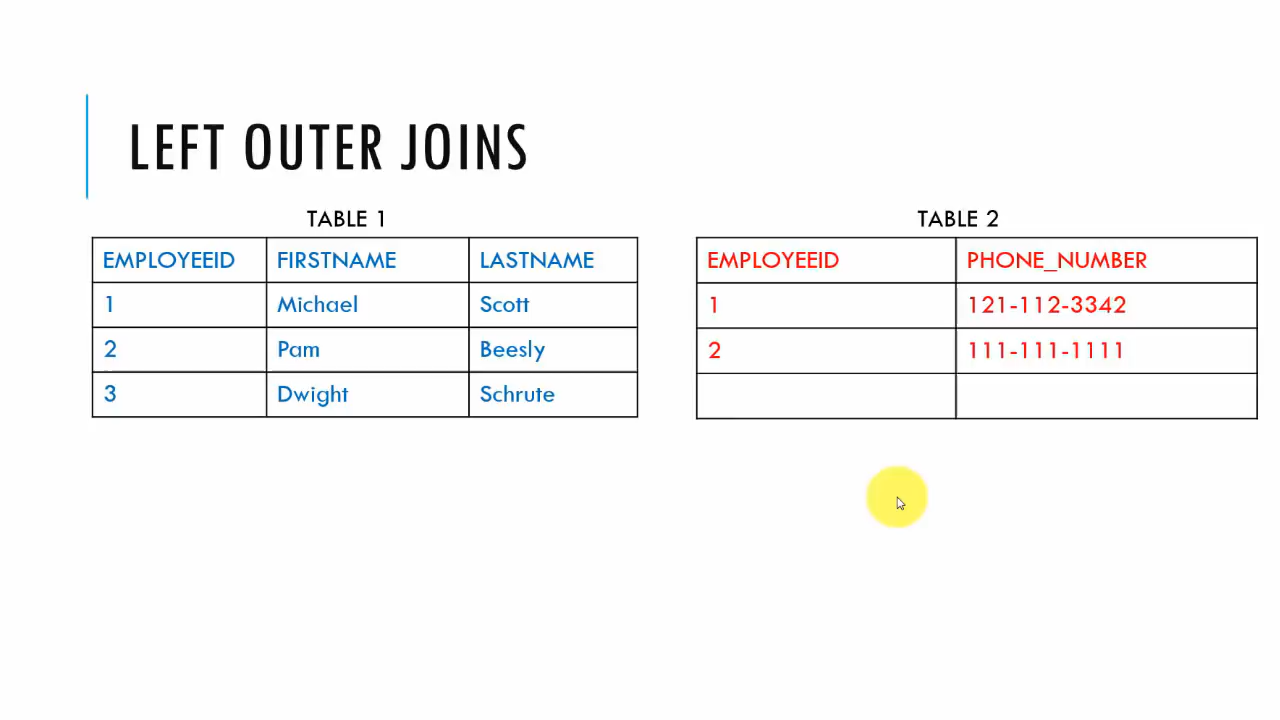 LEFT OUTER JOINS
TABLE 1
EMPLOYEEID FIRSTNAME LASTNAME
1 Michael Scott
2 Pam Beesly
3 Dwight Schrute
TABLE 2
EMPLOYEEID PHONE_NUMBER
1 121-112-3342
2 111-111-1111